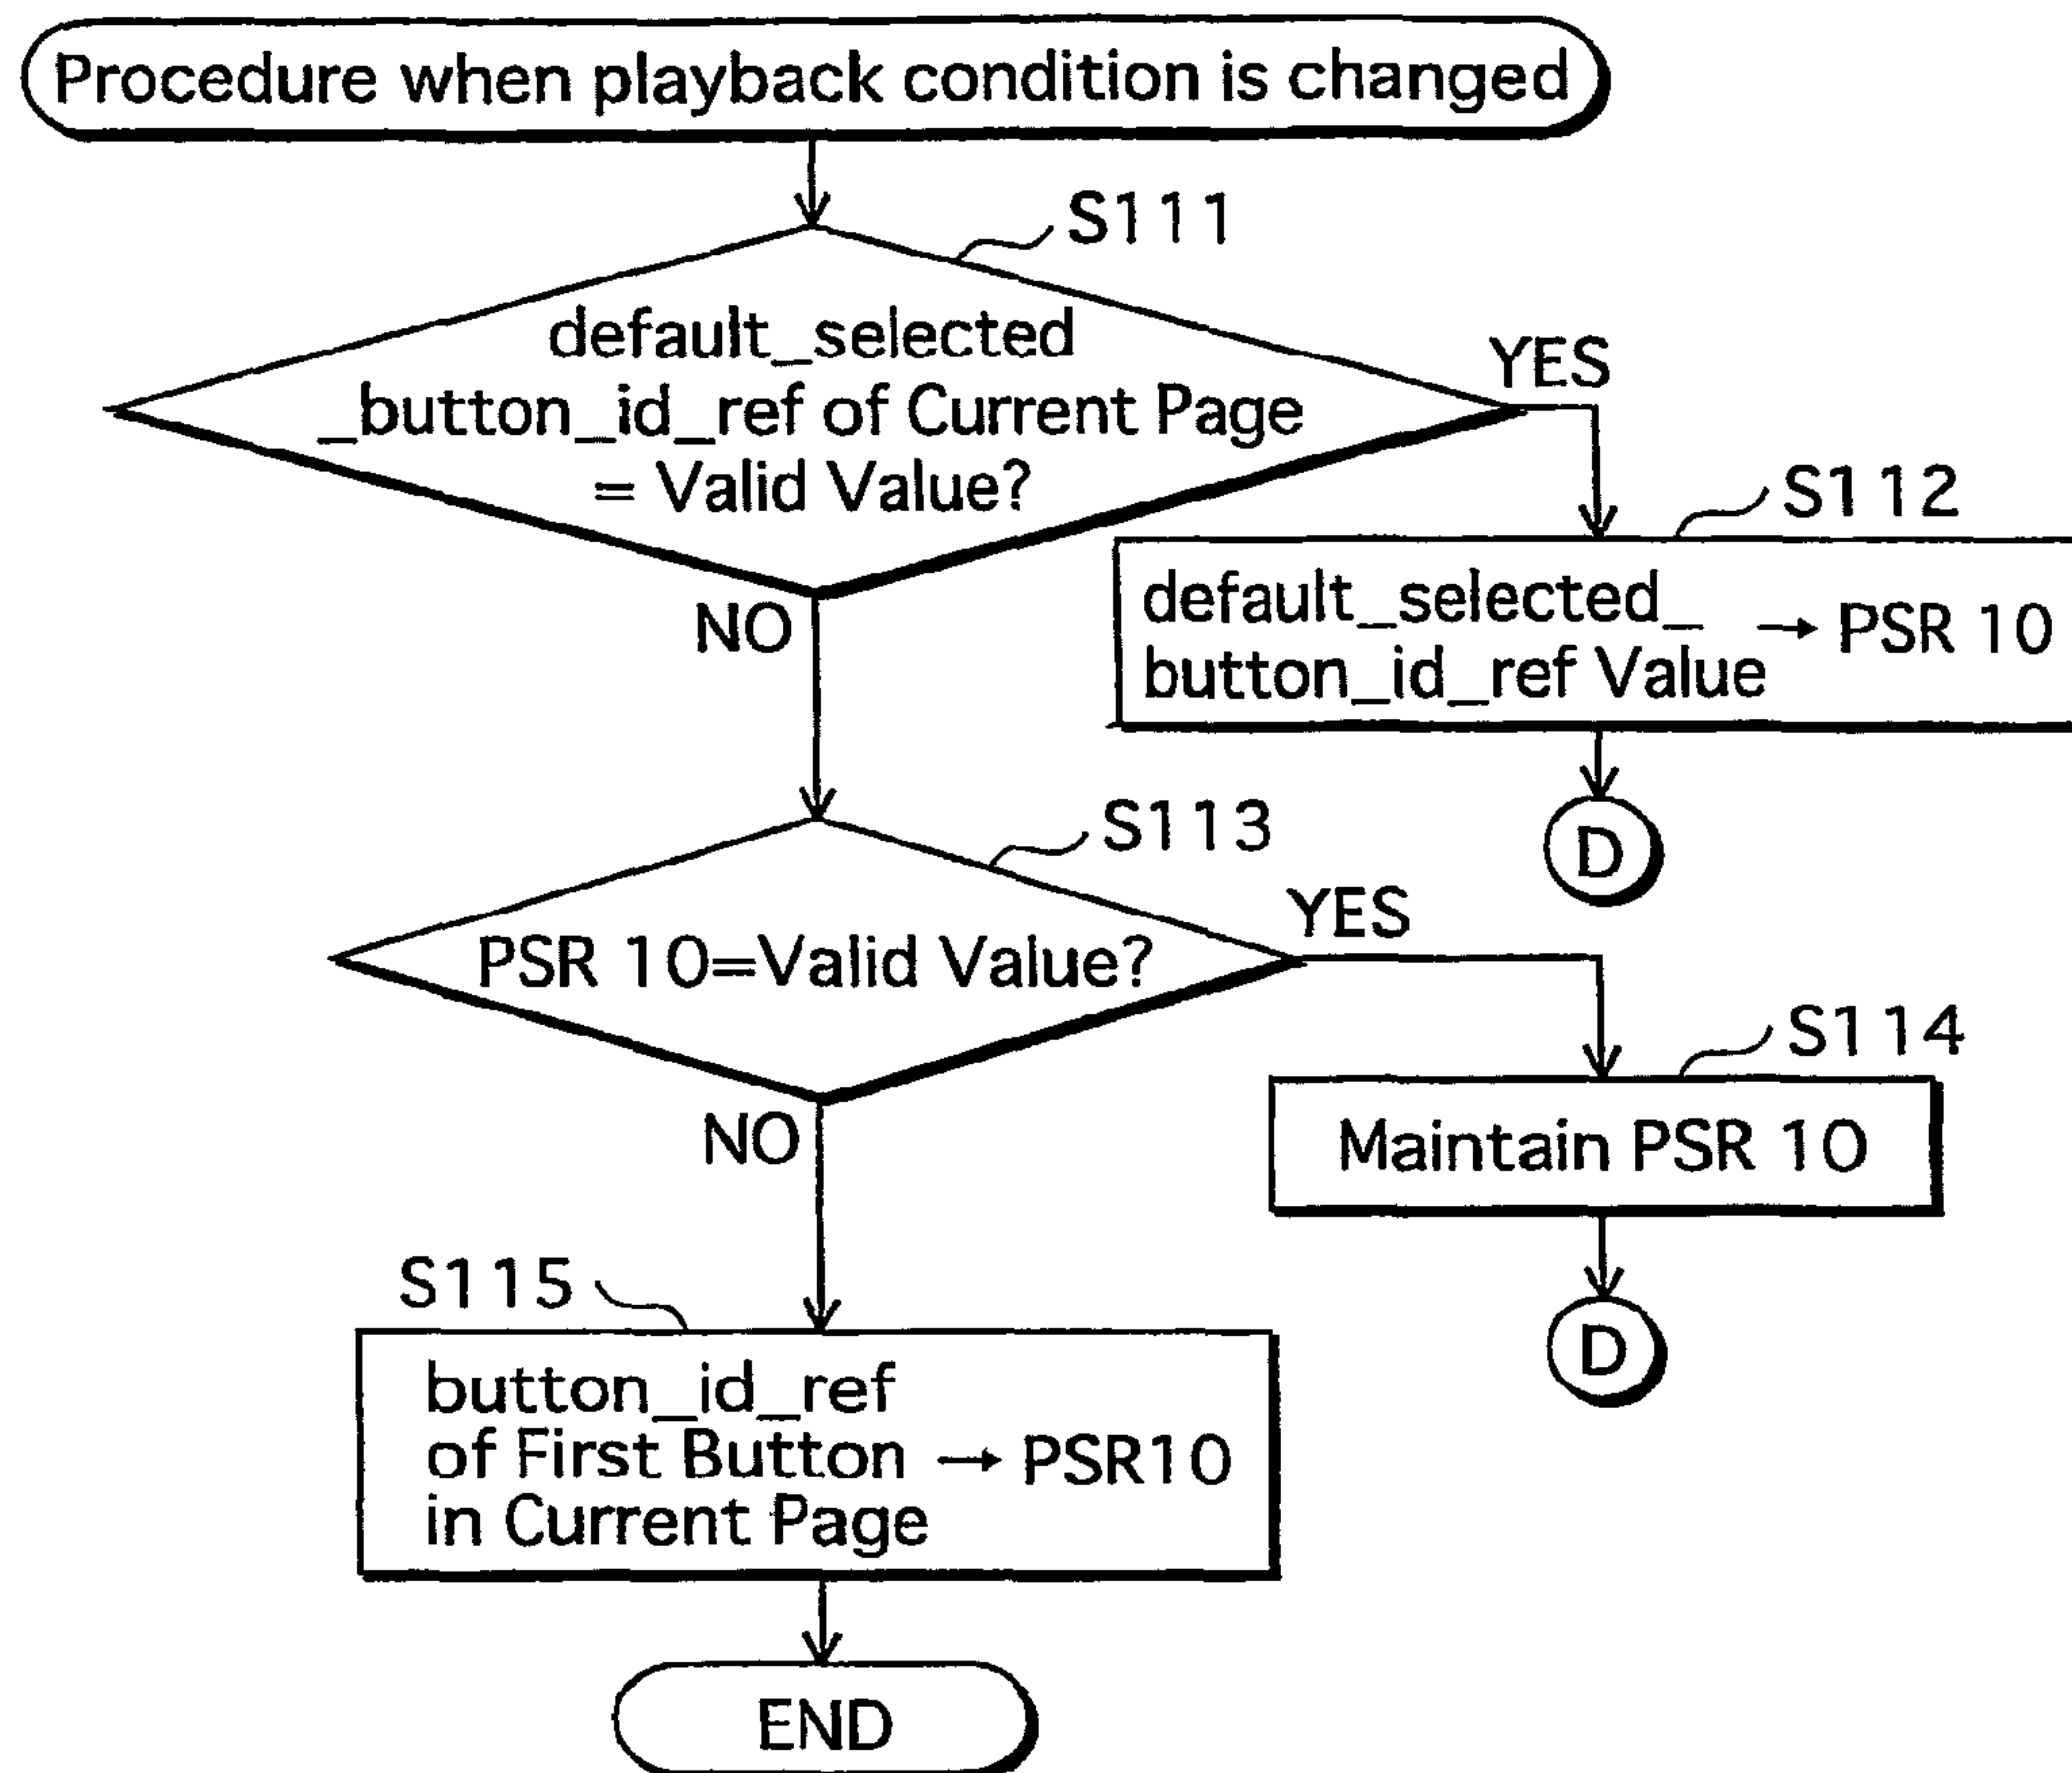 Procedure when playback condition is changed
S111
default_selected
_button_id_ref of Current Page
= Valid Value?
YES
NO
S112
default_selected_
button_id_ref Value
→ PSR 10
D
S113
PSR 10=Valid Value?
YES
NO
S114
Maintain PSR 10
D
S115
button_id_ref
of First Button → PSR10
in Current Page
END